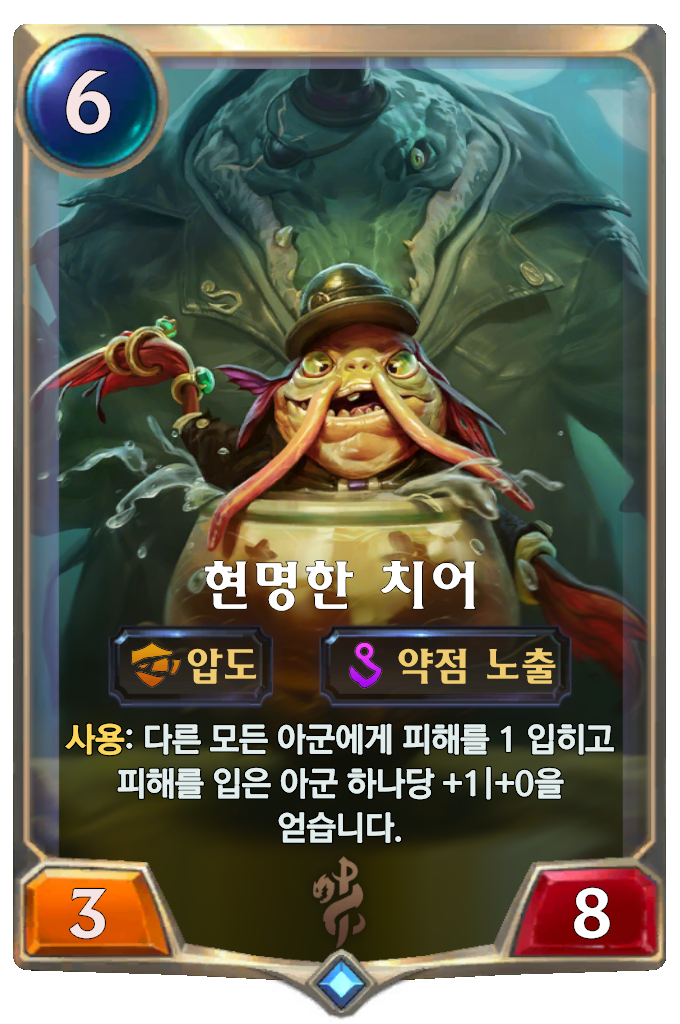 6
현명한 치어
압도 약점 노출
사용: 다른 모든 아군에게 피해를 1 입히고
피해를 입은 아군 하나당 +1|+0을
얻습니다.
3 8